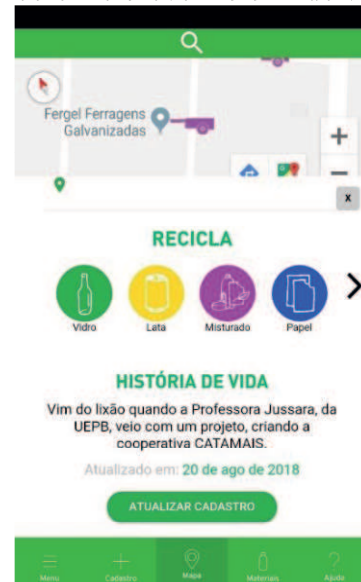 Fergel Ferragens
Galvanizadas
+
−
x
RECICLA
Vidro Lata Misturado Papel
HISTÓRIA DE VIDA
Vim do lixão quando a Professora Jussara, da
UEPB, veio com um projeto, criando a
cooperativa CATAMAIS.
Atualizado em: 20 de ago de 2018
ATUALIZAR CADASTRO
Menu Cadastro Mapa Materiais Ajuda